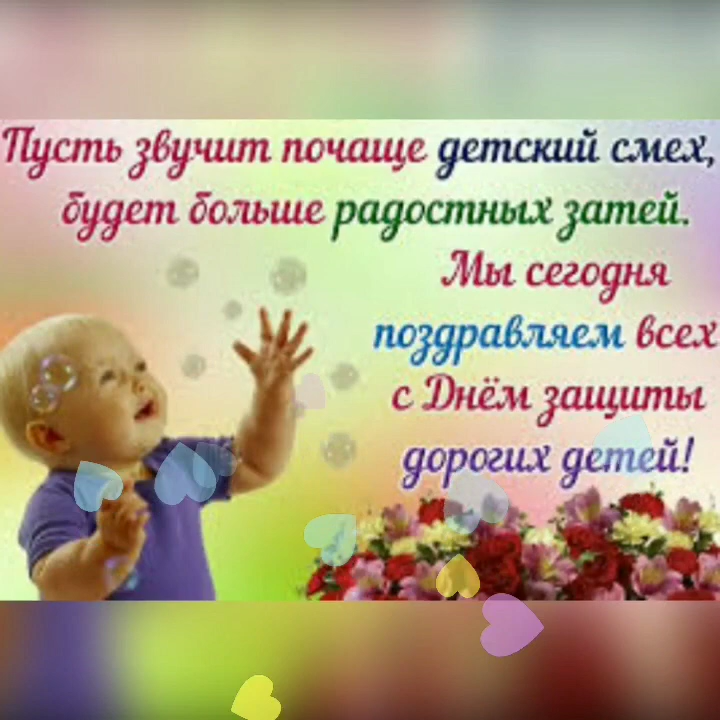 Пусть звучит почаще детский смех,
будет больше радостных затей.
Мы сегодня
поздравляем всех
с Днём защиты
дорогих детей!